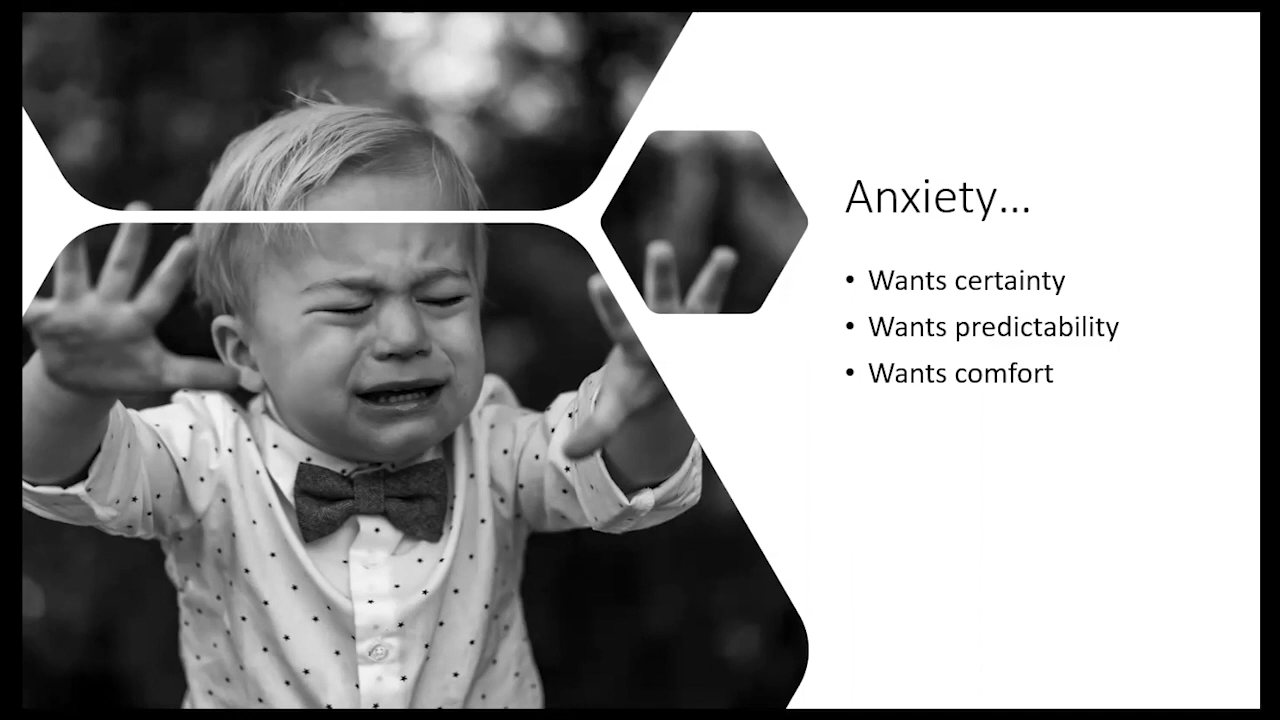 Anxiety...
• Wants certainty
• Wants predictability
• Wants comfort